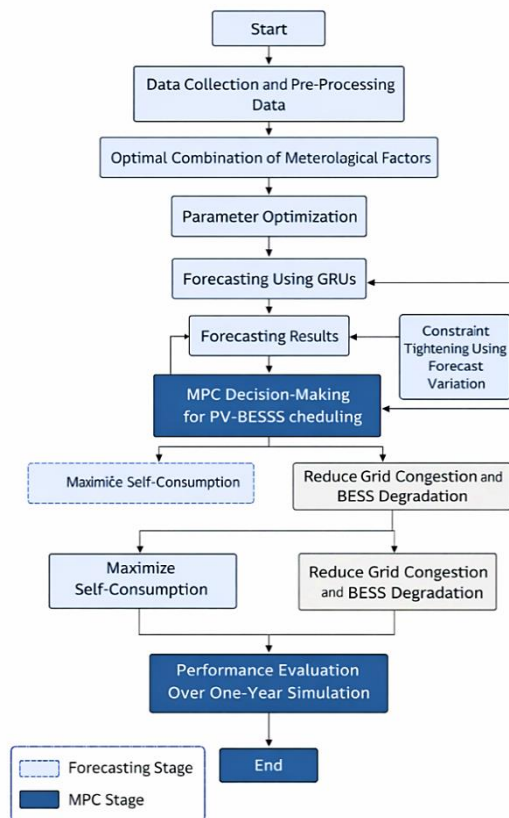 Start
Data Collection and Pre-Processing
Data
Optimal Combination of Meterological Factors
Parameter Optimization
Forecasting Using GRUs
Forecasting Results
Constraint
Tightening Using
Forecast
Variation
MPC Decision-Making
for PV-BESSS cheduling
Maximiče Self-Consumption
Reduce Grid Congestion and
BESS Degradation
Maximize
Self-Consumption
Reduce Grid Congestion
and BESS Degradation
Performance Evaluation
Over One-Year Simulation
End
Forecasting Stage
MPC Stage